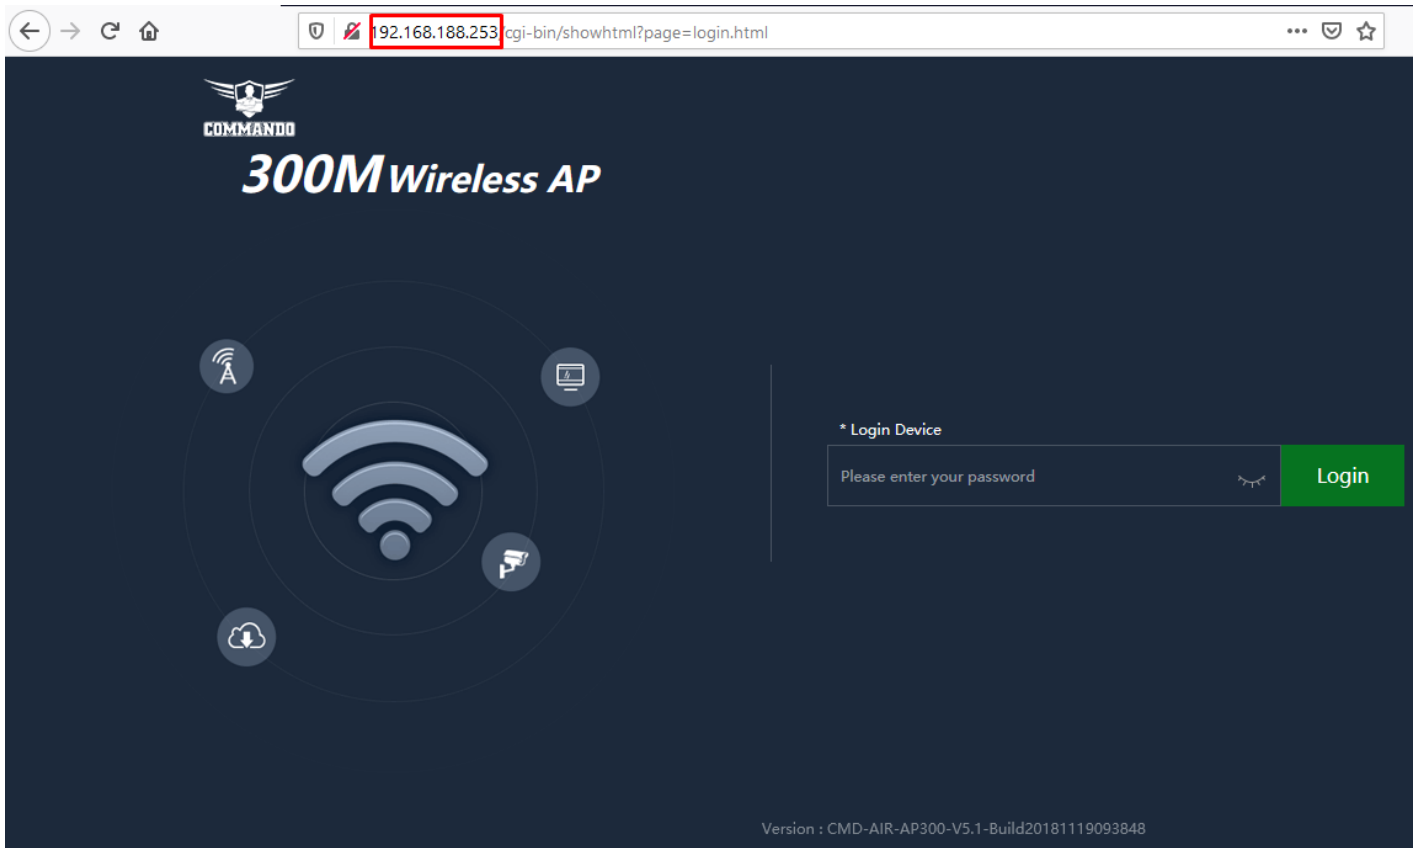 192.168.188.253/cgi-bin/showhtml?page=login.html
COMMANDO
300M Wireless AP
* Login Device
Please enter your password
Login
Version : CMD-AIR-AP300-V5.1-Build20181119093848